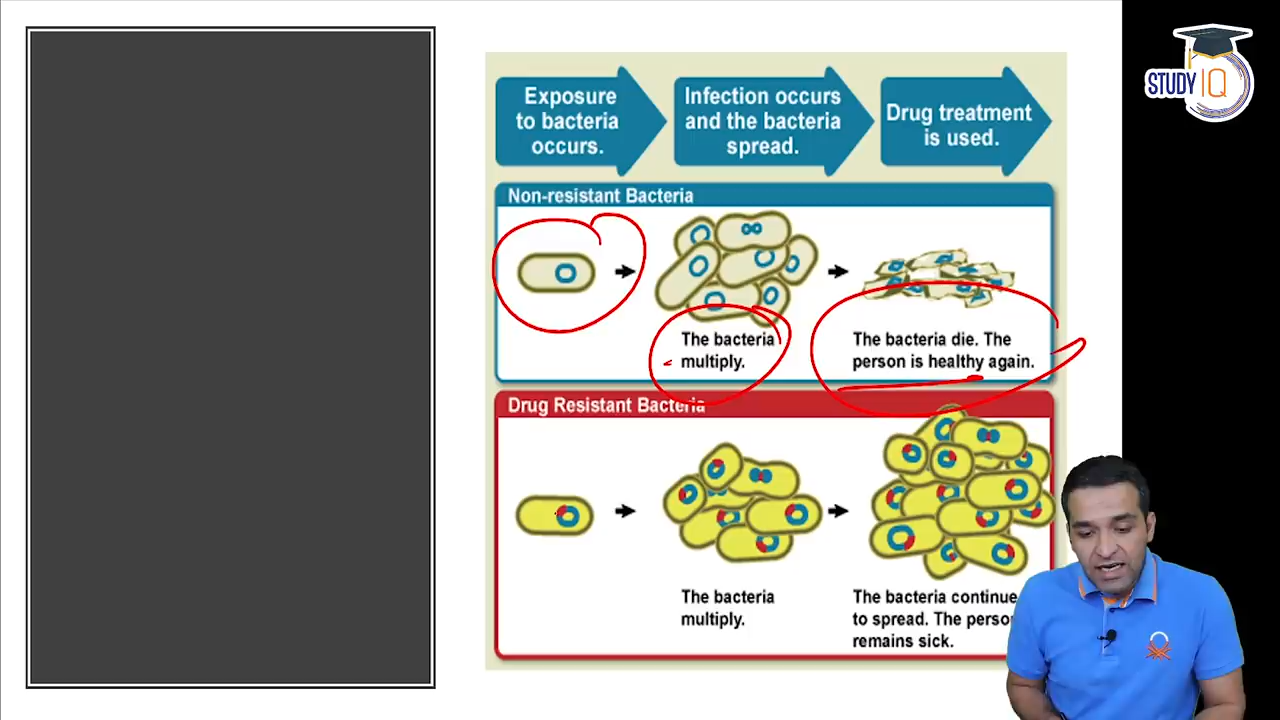 STUDY IQ
Exposure
to bacteria
occurs.
Infection occurs
and the bacteria
spread.
Drug treatment
is used.
Non-resistant Bacteria
The bacteria
multiply.
The bacteria die. The
person is healthy again.
Drug Resistant Bacteria
The bacteria
multiply.
The bacteria continue
to spread. The perso
remains sick.